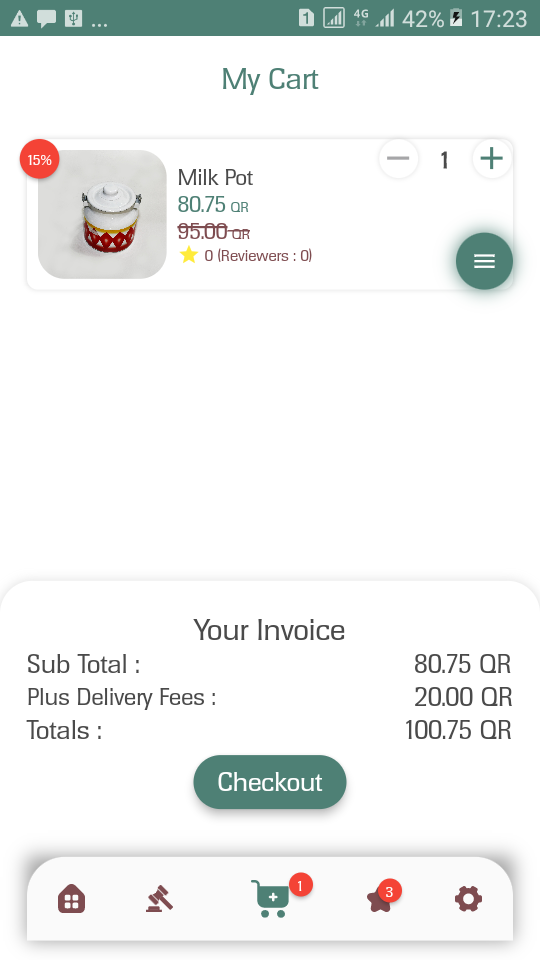 ... 1 4G 42% 17:23
My Cart
15%
1
Milk Pot
80.75 QR
95.00 QR
0 (Reviewers : 0)
Your Invoice
Sub Total : 80.75 QR
Plus Delivery Fees : 20.00 QR
Totals : 100.75 QR
Checkout
1
3